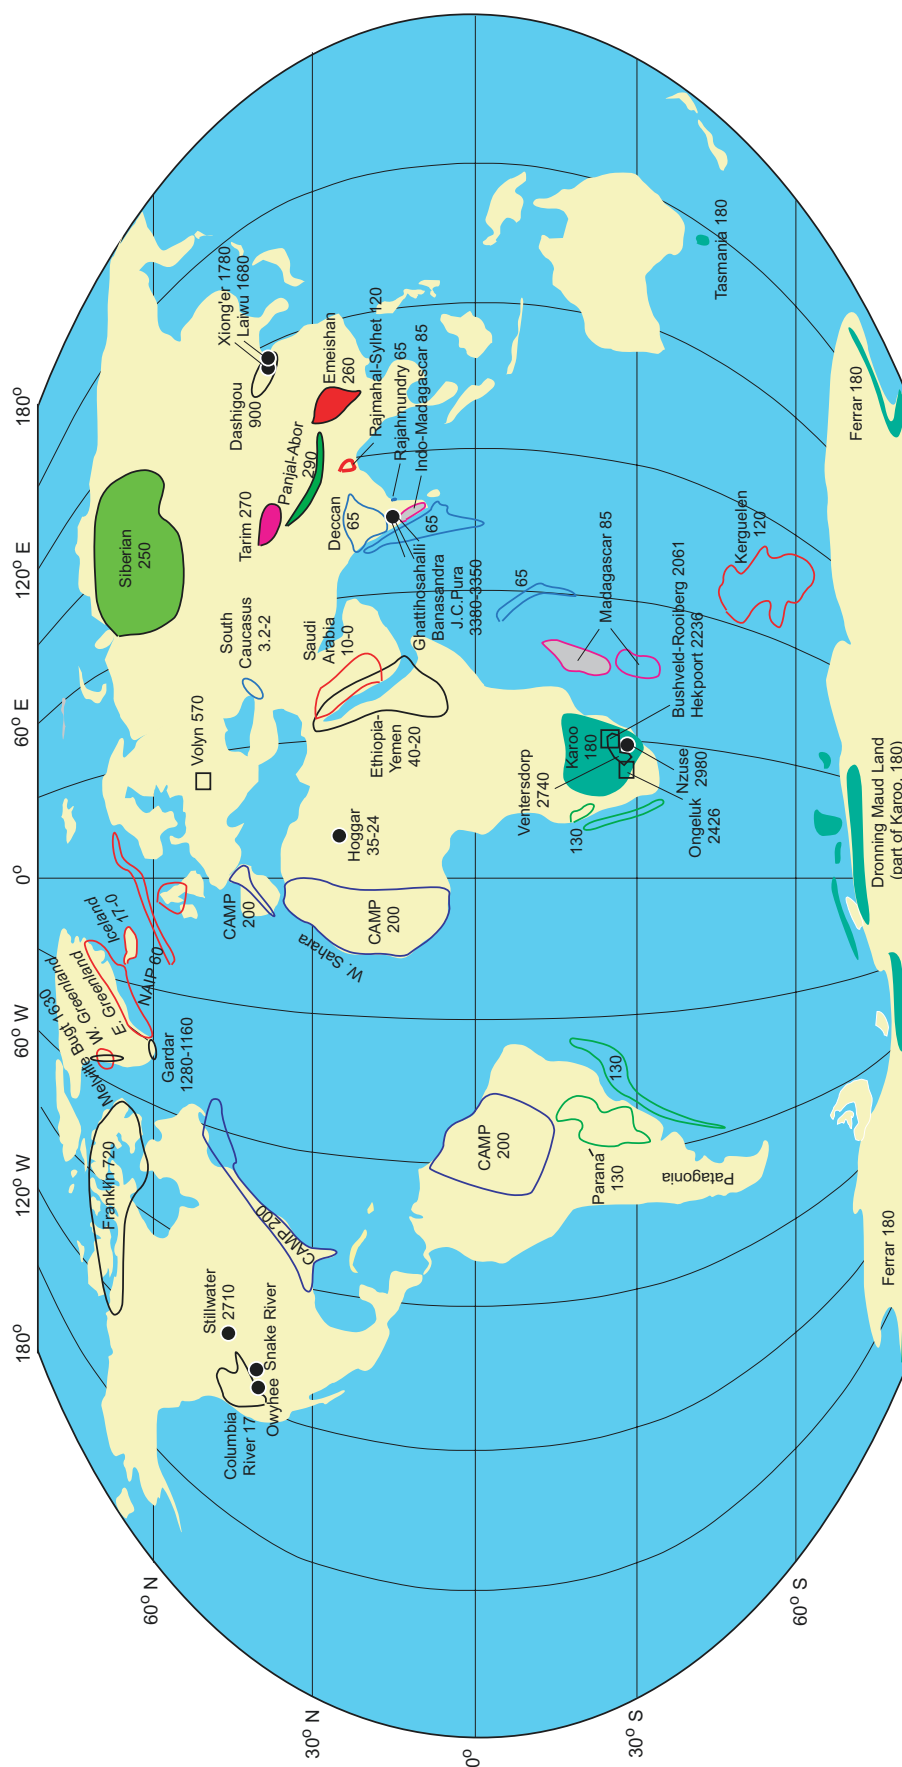 180°
120° W
60° W
0°
60° E
120° E
180°
60° N
30° N
0°
30° S
60° S
Franklin 720
Melville Bugt 1630
W. Greenland
E. Greenland
Iceland
17-0
NAIP 60
Gardar
1280-1160
Stillwater
2710
Snake River
Owyhee
Columbia
River 17
CAMP 200
CAMP
200
CAMP
200
W. Sahara
CAMP
200
Paraná
130
130
Patagonia
Volyn 570
South
Caucasus
3.2-2
Siberian
250
Tarim 270
Panjal-Abor
290
Dashigou
900
Xiong'er 1780
Laiwu 1680
Emeishan
260
Rajmahal-Sylhet 120
Rajahmundry 65
Indo-Madagascar 85
Deccan
65
65
Ghattihosahalli
Banasandra
J.C.Pura
3380-3350
Saudi
Arabia
10-0
Ethiopia-
Yemen
40-20
Hoggar
35-24
65
Madagascar 85
Bushveld-Rooiberg 2061
Hekpoort 2236
Karoo
180
Ventersdorp
2740
130
Nzuse
2980
Ongeluk
2426
Kerguelen
120
Tasmania 180
Ferrar 180
Dronning Maud Land
(part of Karoo, 180)
Ferrar 180